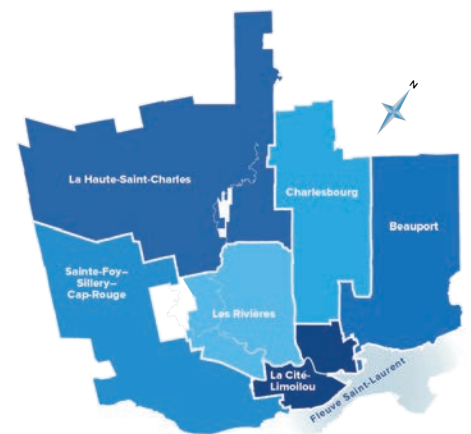 N
La Haute-Saint-Charles
Charlesbourg
Beauport
Sainte-Foy–
Sillery–
Cap-Rouge
Les Rivières
La Cité-
Limoilou
Fleuve Saint-Laurent